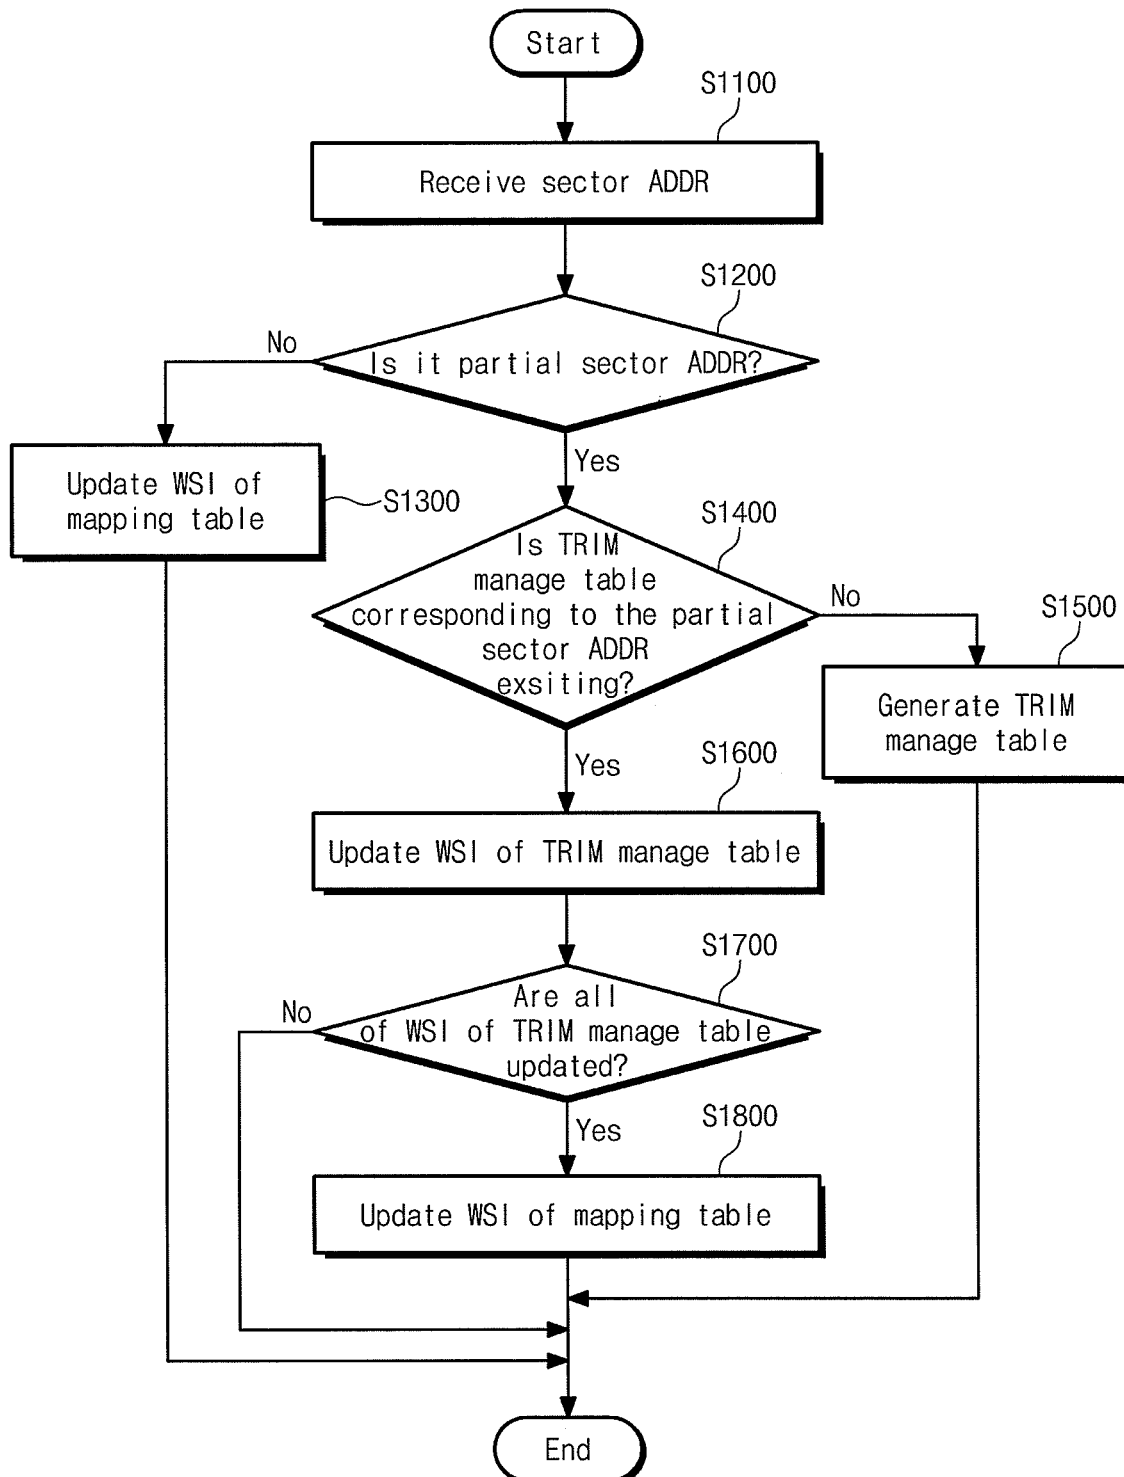 Start
S1100
Receive sector ADDR
S1200
No
Is it partial sector ADDR?
Yes
Update WSI of
mapping table
S1300
S1400
Is TRIM
manage table
corresponding to the partial
sector ADDR
exsiting?
No
S1500
Generate TRIM
manage table
Yes
S1600
Update WSI of TRIM manage table
S1700
No
Are all
of WSI of TRIM manage table
updated?
Yes
S1800
Update WSI of mapping table
End